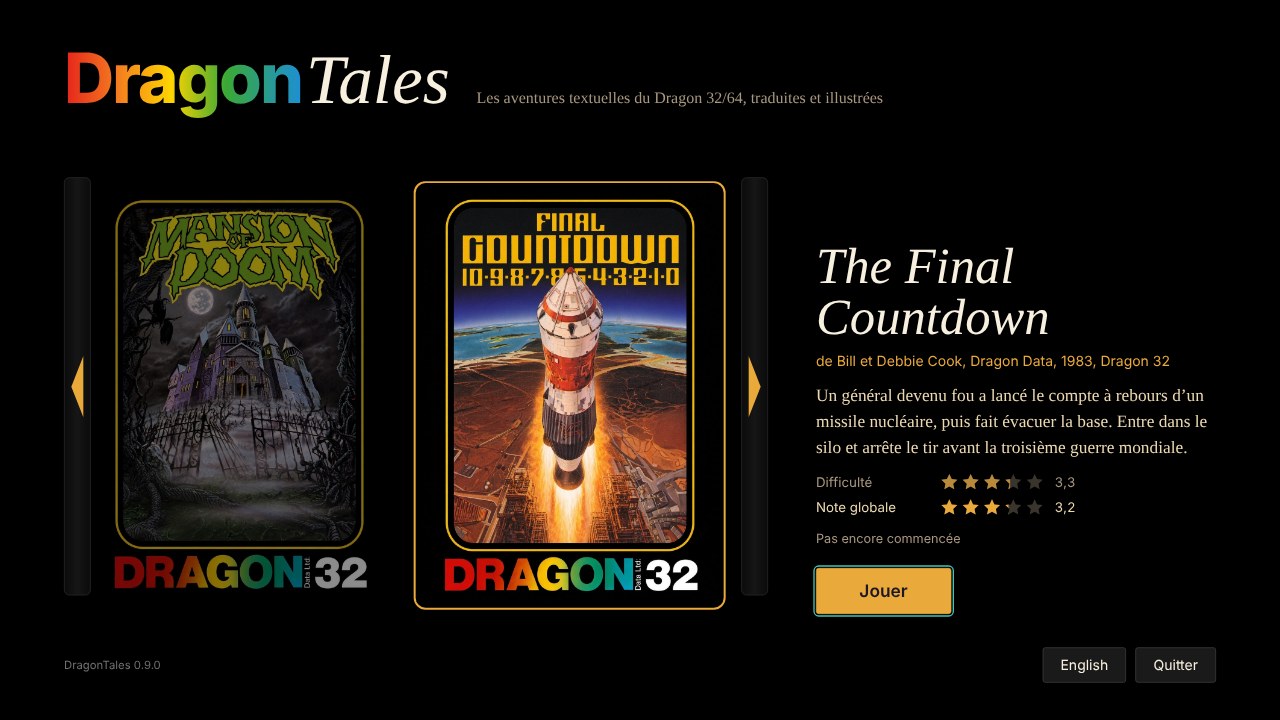 DragonTales
Les aventures textuelles du Dragon 32/64, traduites et illustrées
MANSION
OF
DOOM
DRAGON Data Ltd. 32
FINAL
COUNTDOWN
10·9·8·7·6·5·4·3·2·1·0
DRAGON Data Ltd. 32
The Final
Countdown
de Bill et Debbie Cook, Dragon Data, 1983, Dragon 32
Un général devenu fou a lancé le compte à rebours d’un
missile nucléaire, puis fait évacuer la base. Entre dans le
silo et arrête le tir avant la troisième guerre mondiale.
Difficulté 3,3
Note globale 3,2
Pas encore commencée
Jouer
DragonTales 0.9.0
English
Quitter